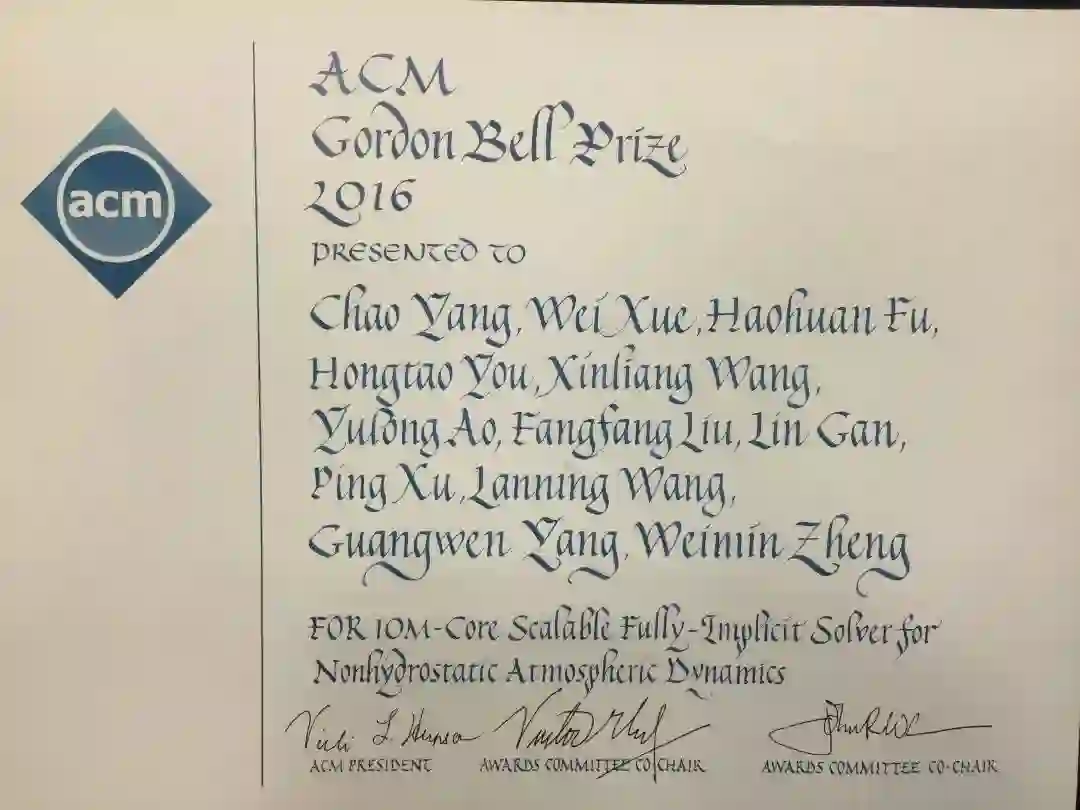 acm
ACM
Gordon Bell Prize
2016
PRESENTED TO
Chao Yang, Wei Xue, Haohuan Fu,
Hongtao You, Xinliang Wang,
Yulong Ao, Fangfang Liu, Lin Gan,
Ping Xu, Lanning Wang,
Guangwen Yang, Weimin Zheng
FOR 10M-Core Scalable Fully-Implicit Solver for
Nonhydrostatic Atmospheric Dynamics
ACM PRESIDENT AWARDS COMMITTEE CO-CHAIR AWARDS COMMITTEE CO-CHAIR